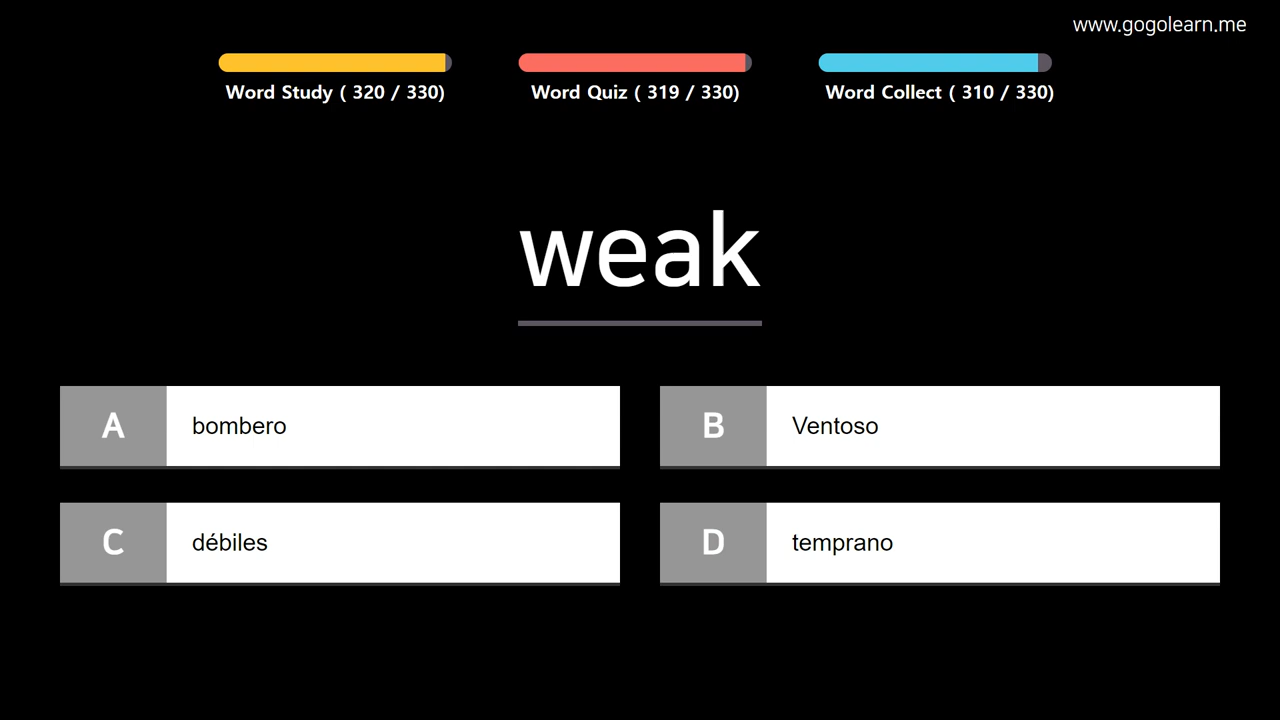 www.gogolearn.me
Word Study ( 320 / 330)
Word Quiz ( 319 / 330)
Word Collect ( 310 / 330)
weak
A bombero
B Ventoso
C débiles
D temprano